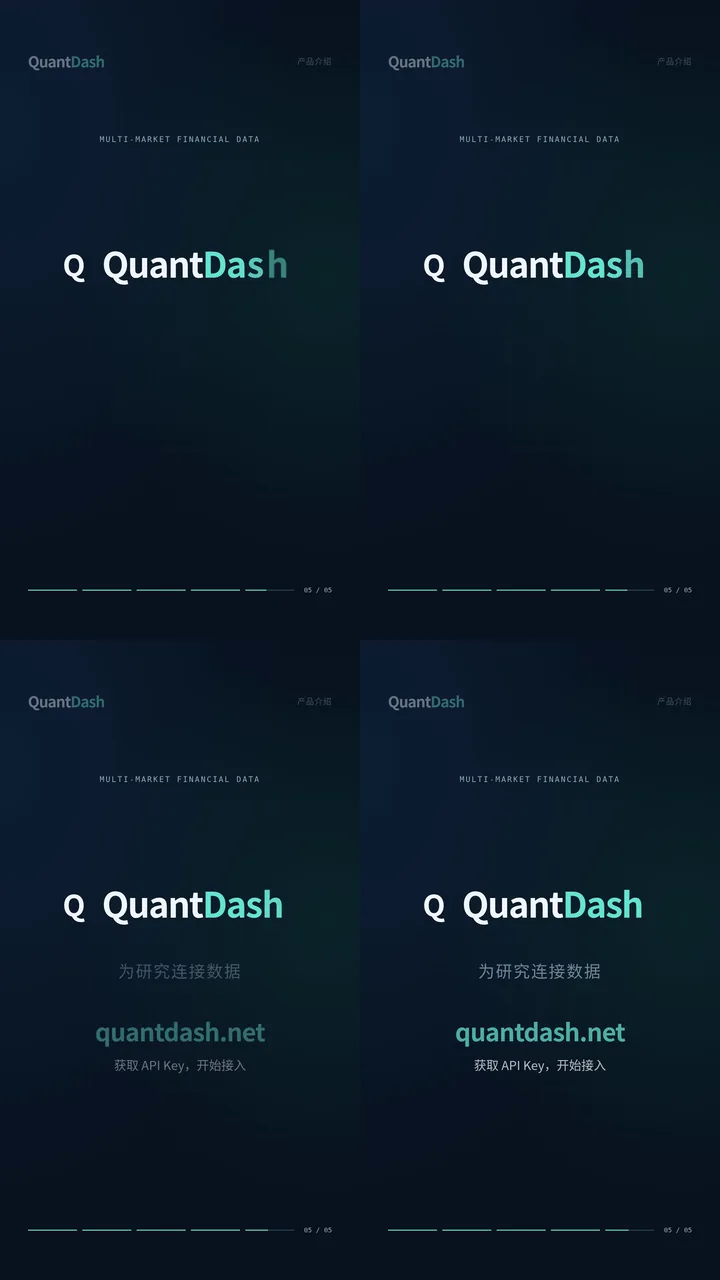 QuantDash
产品介绍
MULTI-MARKET FINANCIAL DATA
Q QuantDash
05 / 05
QuantDash
产品介绍
MULTI-MARKET FINANCIAL DATA
Q QuantDash
05 / 05
QuantDash
产品介绍
MULTI-MARKET FINANCIAL DATA
Q QuantDash
为研究连接数据
quantdash.net
获取 API Key，开始接入
05 / 05
QuantDash
产品介绍
MULTI-MARKET FINANCIAL DATA
Q QuantDash
为研究连接数据
quantdash.net
获取 API Key，开始接入
05 / 05